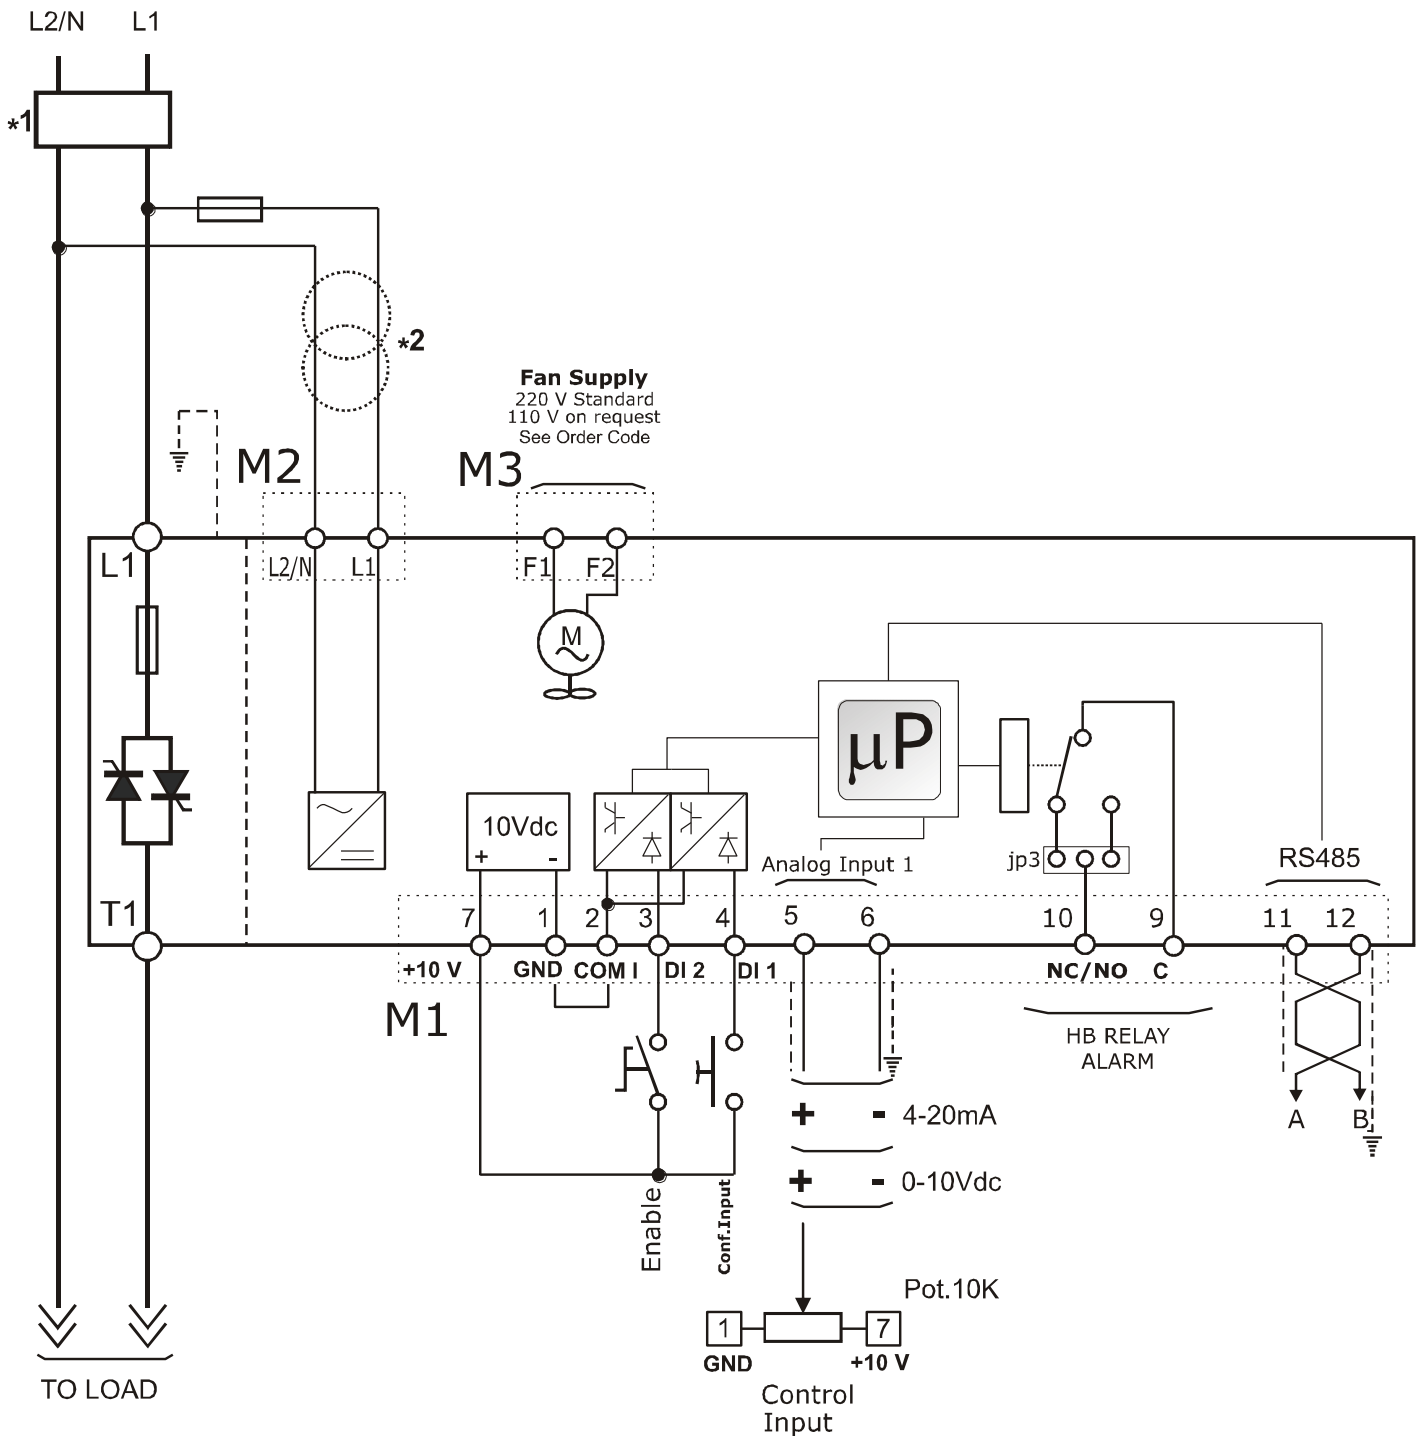 L2/N L1
*1
*2
Fan Supply
220 V Standard
110 V on request
See Order Code
M2 M3
L1 L2/N L1 F1 F2
M
µP
10Vdc
+ -
Analog Input 1
jp3
RS485
T1
7 1 2 3 4 5 6 10 9 11 12
+10 V GND COM I DI 2 DI 1 NC/NO C
M1
HB RELAY
ALARM
+ - 4-20mA
A B
+ - 0-10Vdc
Enable
Conf.Input
Pot.10K
1 7
GND +10 V
TO LOAD
Control
Input